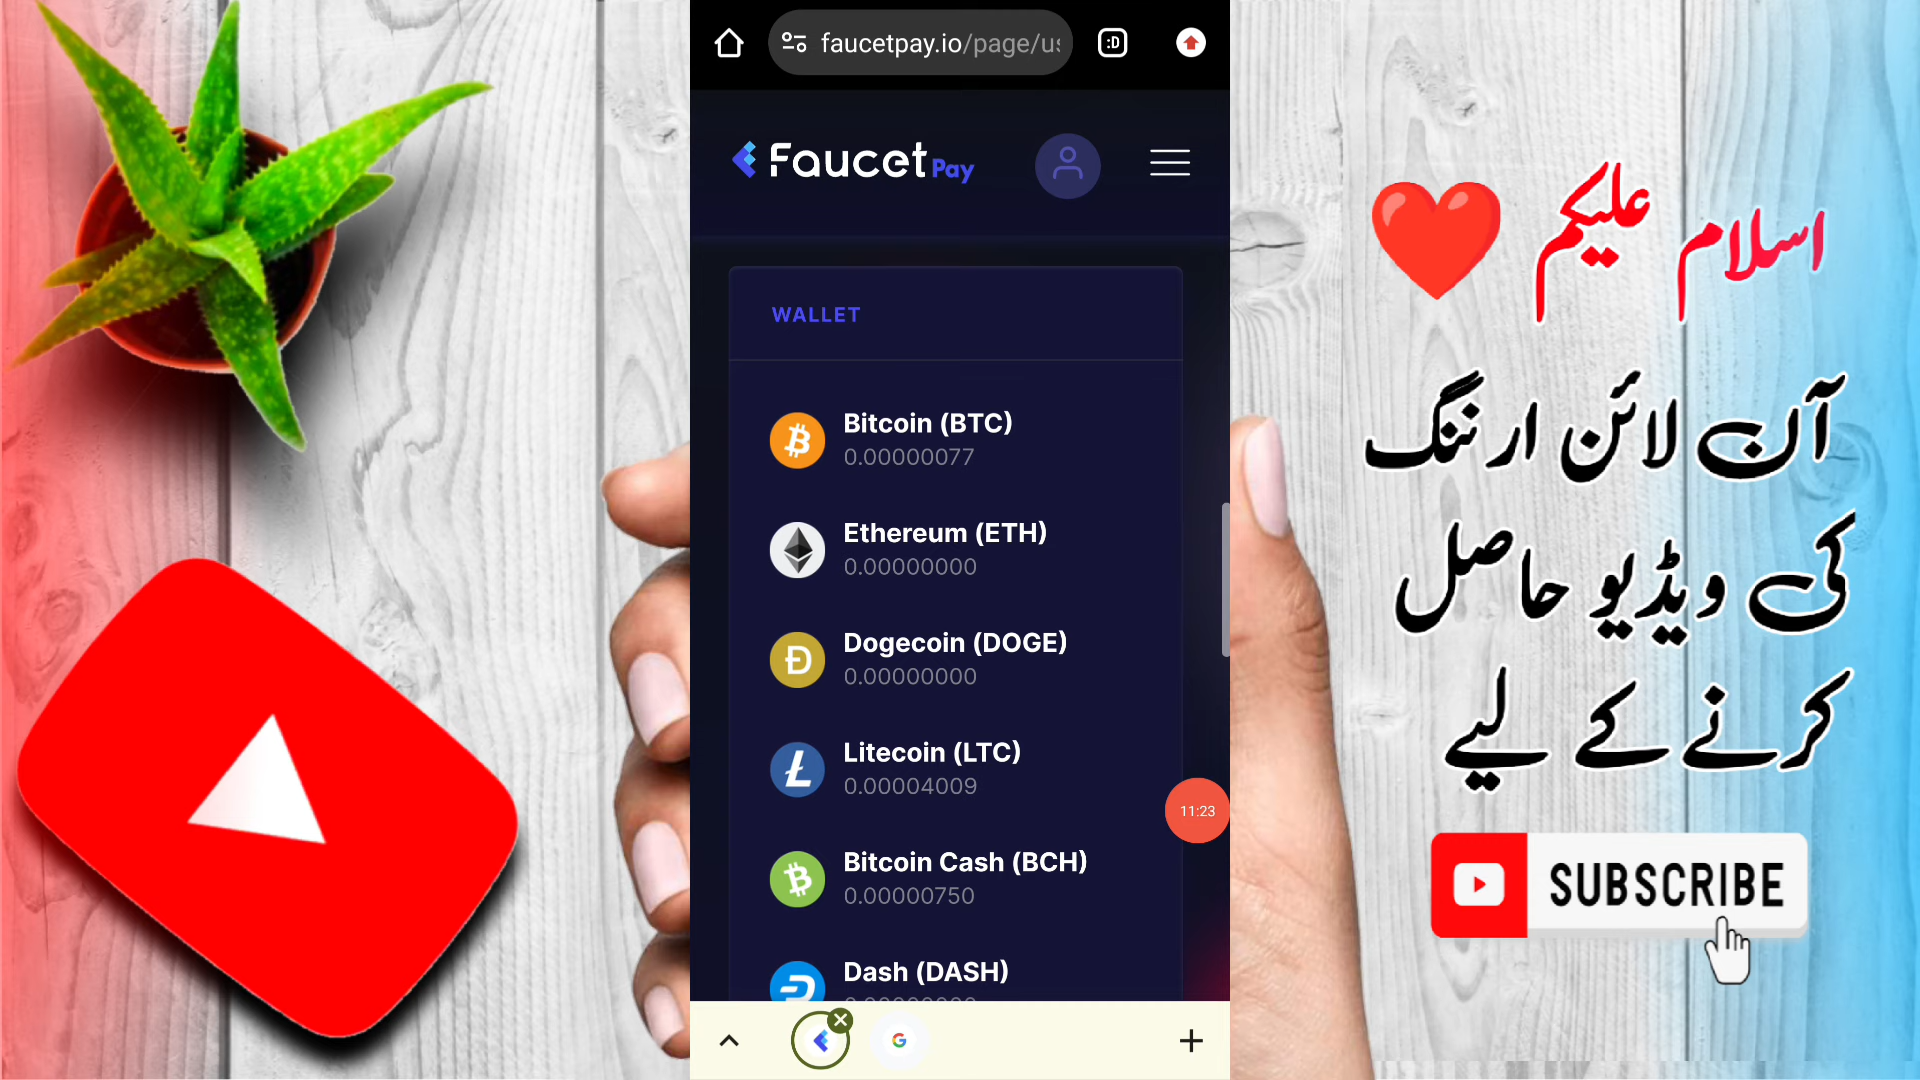 :D
faucetpay.io/page/us
Faucet Pay
WALLET
Bitcoin (BTC)
0.00000077
Ethereum (ETH)
0.00000000
Dogecoin (DOGE)
0.00000000
Litecoin (LTC)
0.00004009
Bitcoin Cash (BCH)
0.00000750
Dash (DASH)
11:23
اسلام علیکم
آن لائن ارننگ
کی ویڈیو حاصل
کرنے کے لیے
SUBSCRIBE